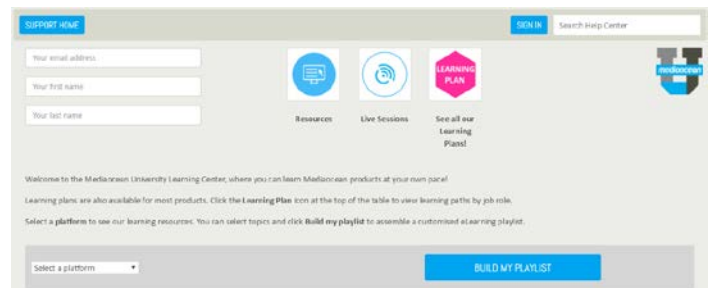 SUPPORT HOME
SIGN IN
Search Help Center
Your email address
Your first name
Your last name
LEARNING
PLAN
mediaocean
Resources
Live Sessions
See all our
Learning
Plans!
Welcome to the Mediaocean University Learning Center, where you can learn Mediaocean products at your own pace!
Learning plans are also available for most products. Click the Learning Plan icon at the top of the table to view learning paths by job role.
Select a platform to see our learning resources. You can select topics and click Build my playlist to assemble a customised eLearning playlist.
Select a platform
BUILD MY PLAYLIST